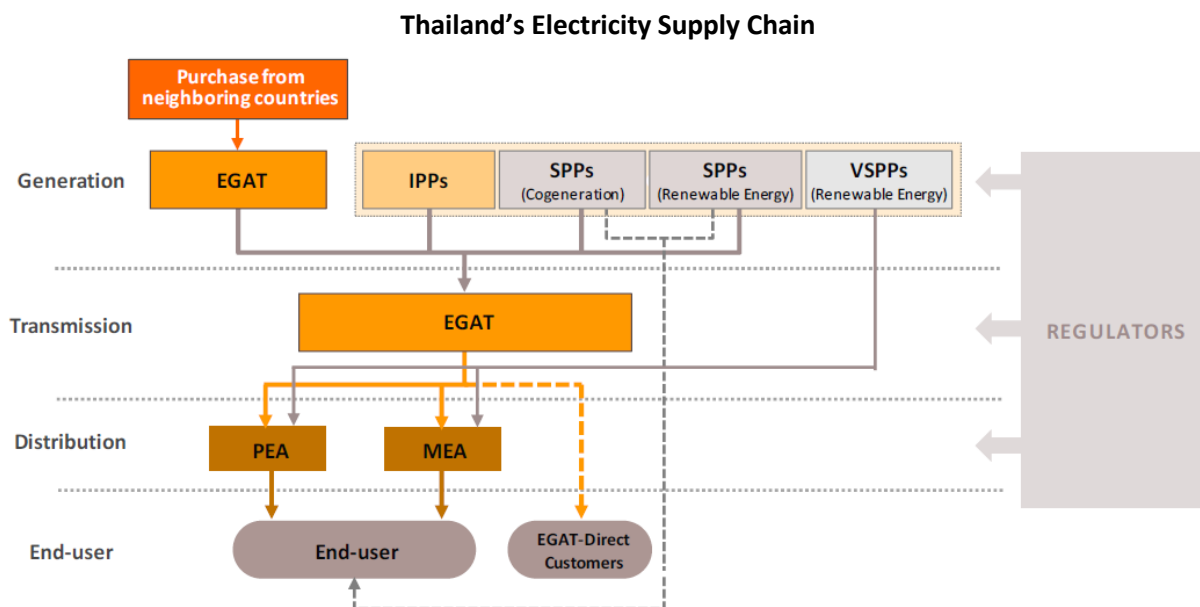 Thailand’s Electricity Supply Chain
Purchase from
neighboring countries
Generation
EGAT
IPPs
SPPs
(Cogeneration)
SPPs
(Renewable Energy)
VSPPs
(Renewable Energy)
Transmission
EGAT
REGULATORS
Distribution
PEA
MEA
End-user
End-user
EGAT-Direct
Customers